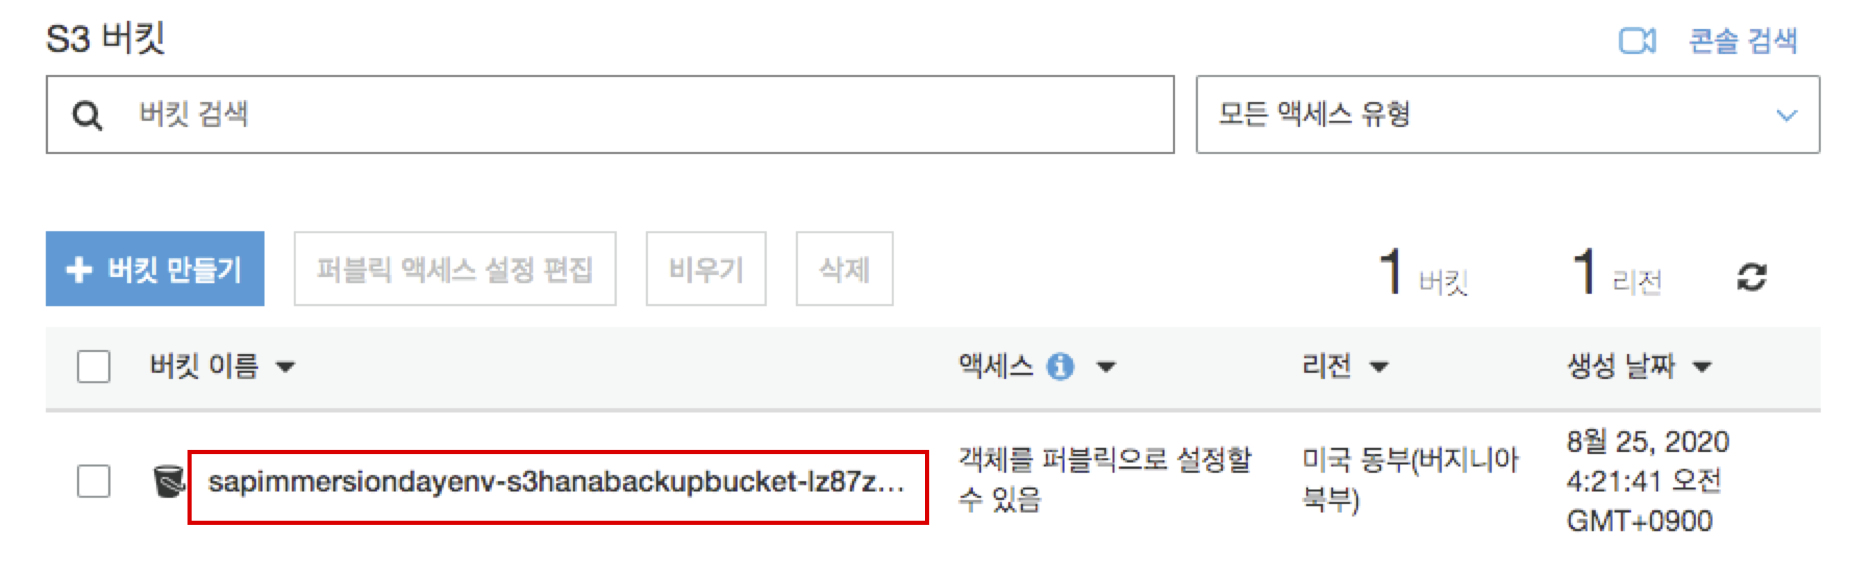 S3 버킷
콘솔 검색
버킷 검색
모든 액세스 유형
버킷 만들기
퍼블릭 액세스 설정 편집
비우기
삭제
1 버킷
1 리전
버킷 이름
액세스
리전
생성 날짜
sapimmersiondayenv-s3hanabackupbucket-lz87z...
객체를 퍼블릭으로 설정할
수 있음
미국 동부(버지니아
북부)
8월 25, 2020
4:21:41 오전
GMT+0900